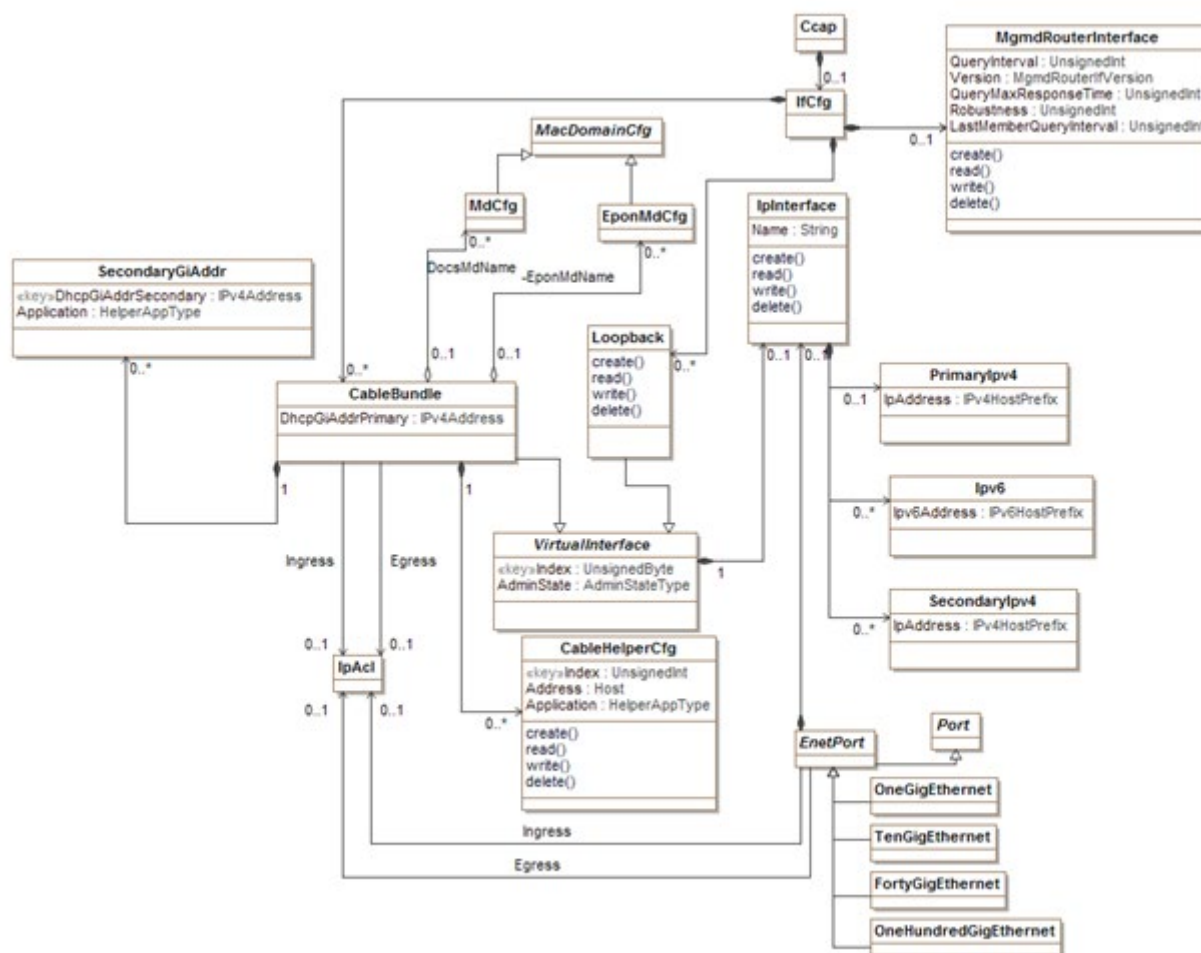 Ccap
0..1
IfCfg
MgmdRouterInterface
QueryInterval : UnsignedInt
Version : MgmdRouterIfVersion
QueryMaxResponseTime : UnsignedInt
Robustness : UnsignedInt
LastMemberQueryInterval : UnsignedInt
create()
read()
write()
delete()
0..1
MacDomainCfg
MdCfg
0..*
EponMdCfg
0..*
DocsMdName
-EponMdName
IpInterface
Name : String
create()
read()
write()
delete()
0..1
0..1
SecondaryGiAddr
«key»DhcpGiAddrSecondary : IPv4Address
Application : HelperAppType
0..*
0..*
0..1
0..1
Loopback
create()
read()
write()
delete()
0..*
CableBundle
DhcpGiAddrPrimary : IPv4Address
1
1
PrimaryIpv4
IpAddress : IPv4HostPrefix
0..1
Ipv6
Ipv6Address : IPv6HostPrefix
0..*
SecondaryIpv4
IpAddress : IPv4HostPrefix
0..*
Ingress
Egress
VirtualInterface
«key»Index : UnsignedByte
AdminState : AdminStateType
1
0..1
0..1
IpAcl
0..1
0..1
CableHelperCfg
«key»Index : UnsignedInt
Address : Host
Application : HelperAppType
create()
read()
write()
delete()
0..*
Port
EnetPort
OneGigEthernet
TenGigEthernet
FortyGigEthernet
OneHundredGigEthernet
Ingress
Egress